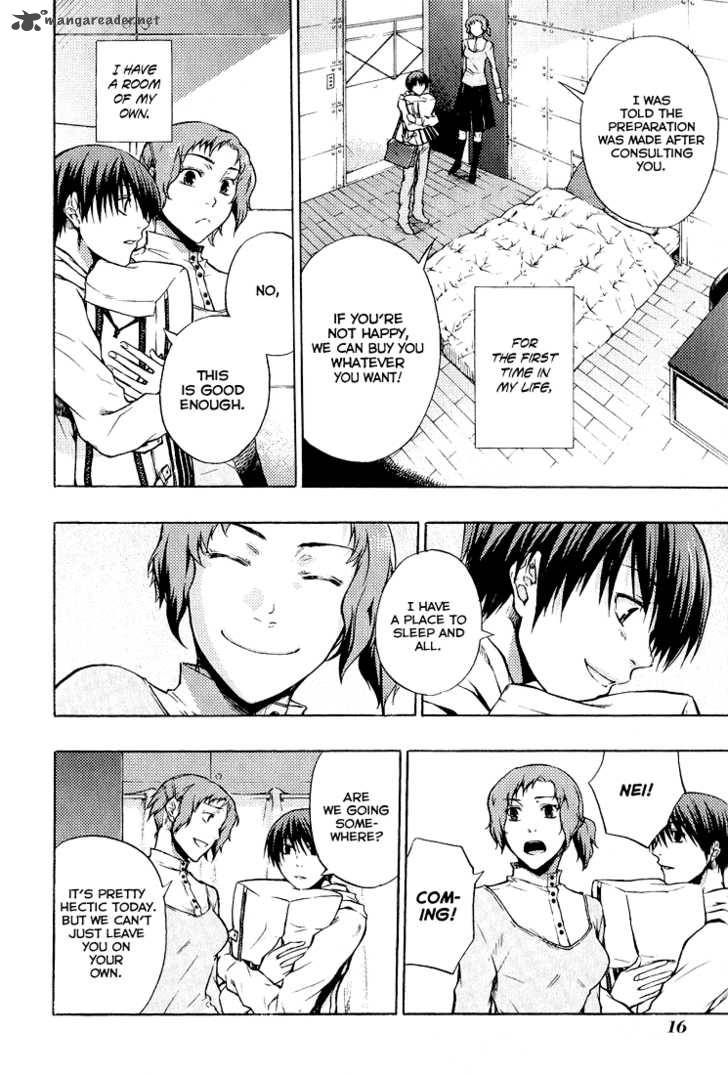 mangareader.net
I WAS
TOLD THE
PREPARATION
WAS MADE AFTER
CONSULTING
YOU.
IF YOU'RE
NOT HAPPY,
WE CAN BUY YOU
WHATEVER
YOU WANT!
FOR
THE FIRST
TIME IN
MY LIFE,
I HAVE
A ROOM
OF MY
OWN.
NO,
THIS
IS GOOD
ENOUGH.
I HAVE
A PLACE TO
SLEEP AND
ALL.
NEI!
COM-
ING!
ARE
WE GOING
SOME-
WHERE?
IT'S PRETTY
HECTIC TODAY.
BUT WE CAN'T
JUST LEAVE
YOU ON
YOUR OWN.
16